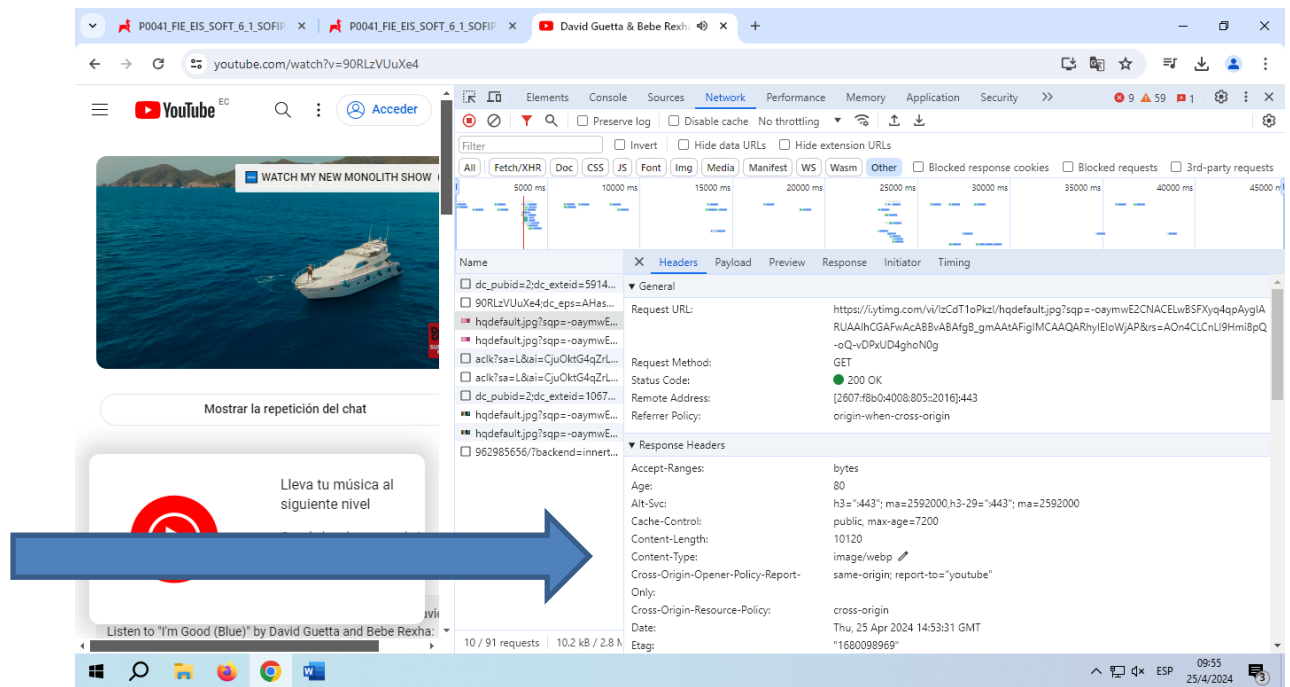 P0041_FIE_EIS_SOFT_6_1_SOFIP
P0041_FIE_EIS_SOFT_6_1_SOFIP
David Guetta & Bebe Rexha
youtube.com/watch?v=90RLzVUuXe4
YouTube EC
Acceder
WATCH MY NEW MONOLITH SHOW
Mostrar la repetición del chat
Lleva tu música al
siguiente nivel
Listen to "I'm Good (Blue)" by David Guetta and Bebe Rexha:
Elements Console Sources Network Performance Memory Application Security
9 59 1
Preserve log Disable cache No throttling
Filter Invert Hide data URLs Hide extension URLs
All Fetch/XHR Doc CSS JS Font Img Media Manifest WS Wasm Other Blocked response cookies Blocked requests 3rd-party requests
5000 ms 10000 ms 15000 ms 20000 ms 25000 ms 30000 ms 35000 ms 40000 ms 45000 m
Name
dc_pubid=2;dc_exteid=5914...
90RLzVUuXe4;dc_eps=AHas...
hqdefault.jpg?sqp=-oaymwE...
hqdefault.jpg?sqp=-oaymwE...
aclk?sa=L&ai=CjuOktG4qZrL...
aclk?sa=L&ai=CjuOktG4qZrL...
dc_pubid=2;dc_exteid=1067...
hqdefault.jpg?sqp=-oaymwE...
hqdefault.jpg?sqp=-oaymwE...
962985656/?backend=innert...
10 / 91 requests 10.2 kB / 2.8 M
Headers Payload Preview Response Initiator Timing
General
Request URL: https://i.ytimg.com/vi/IzCdT1oPkzI/hqdefault.jpg?sqp=-oaymwE2CNACELwBSFXyq4qpAygIA
RUAAIhCGAFwAcABBvABAfgB_gmAAtAFigIMCAAQARhyIEIoWjAP&rs=AOn4CLCnLl9Hmi8pQ
-oQ-vDPxUD4ghoN0g
Request Method: GET
Status Code: 200 OK
Remote Address: [2607:f8b0:4008:805::2016]:443
Referrer Policy: origin-when-cross-origin
Response Headers
Accept-Ranges: bytes
Age: 80
Alt-Svc: h3=":443"; ma=2592000,h3-29=":443"; ma=2592000
Cache-Control: public, max-age=7200
Content-Length: 10120
Content-Type: image/webp
Cross-Origin-Opener-Policy-Report- same-origin; report-to="youtube"
Only:
Cross-Origin-Resource-Policy: cross-origin
Date: Thu, 25 Apr 2024 14:53:31 GMT
Etag: "1680098969"
ESP
09:55
25/4/2024
3